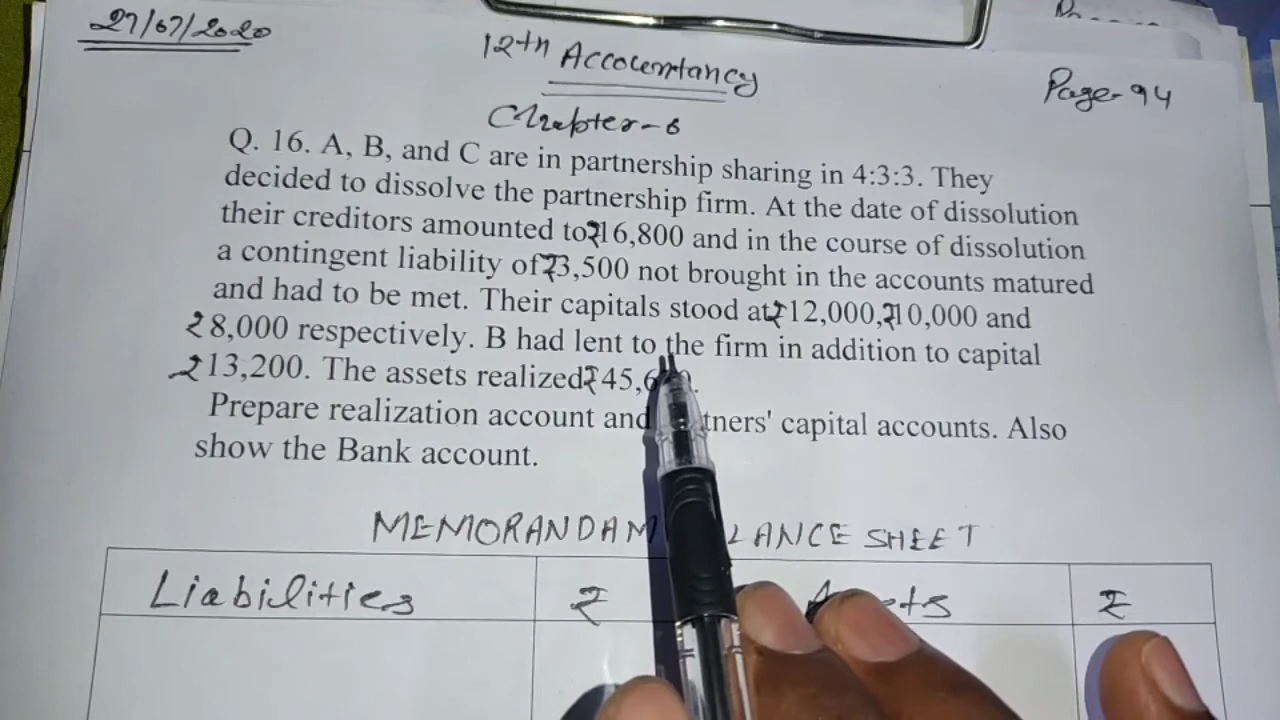 27/07/2020
12th Accountancy
Page-94
Chapter-6
Q. 16. A, B, and C are in partnership sharing in 4:3:3. They
decided to dissolve the partnership firm. At the date of dissolution
their creditors amounted to ₹16,800 and in the course of dissolution
a contingent liability of ₹3,500 not brought in the accounts matured
and had to be met. Their capitals stood at ₹12,000, ₹10,000 and
₹8,000 respectively. B had lent to the firm in addition to capital
₹13,200. The assets realized
Prepare realization account and capital accounts. Also
show the Bank account.
MEMORANDAM SHEET
Liabilities ₹ ₹